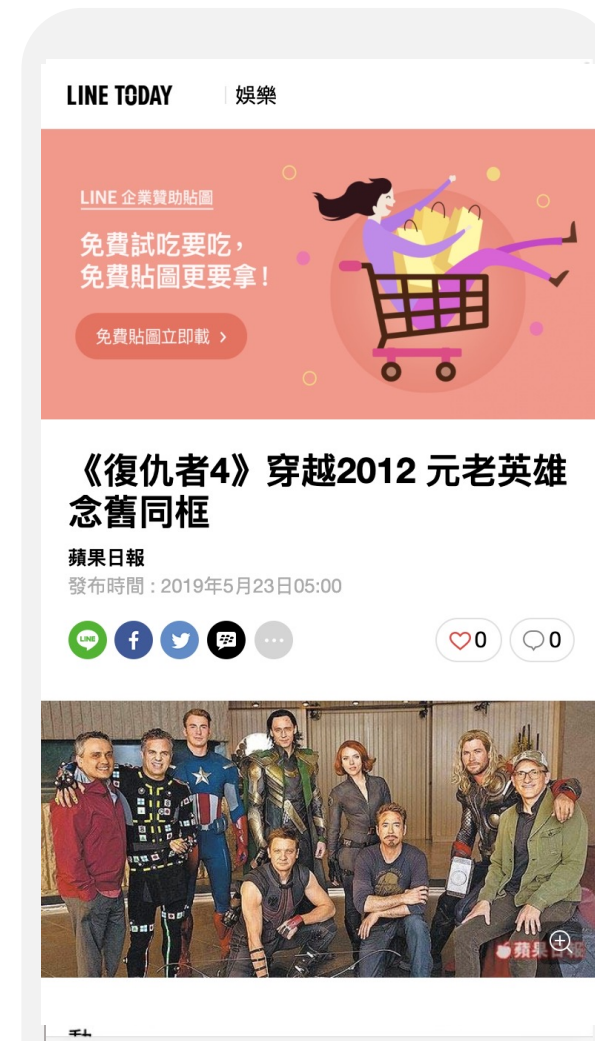 LINE TODAY
娛樂
LINE 企業贊助貼圖
免費試吃要吃，
免費貼圖更要拿！
免費貼圖立即載 ›
《復仇者4》穿越2012 元老英雄
念舊同框
蘋果日報
發布時間 : 2019年5月23日05:00
LINE
0
0
蘋果日報